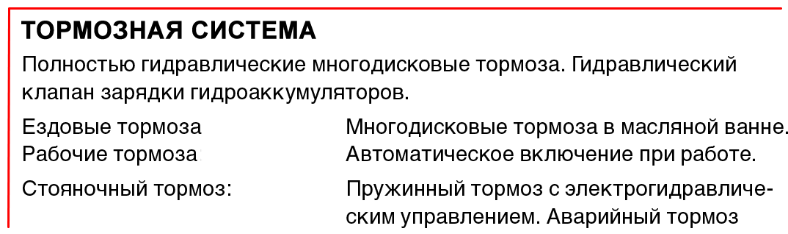 ТОРМОЗНАЯ СИСТЕМА
Полностью гидравлические многодисковые тормоза. Гидравлический
клапан зарядки гидроаккумуляторов.
Ездовые тормоза Многодисковые тормоза в масляной ванне.
Рабочие тормоза Автоматическое включение при работе.
Стояночный тормоз: Пружинный тормоз с электрогидравличе-
ским управлением. Аварийный тормоз